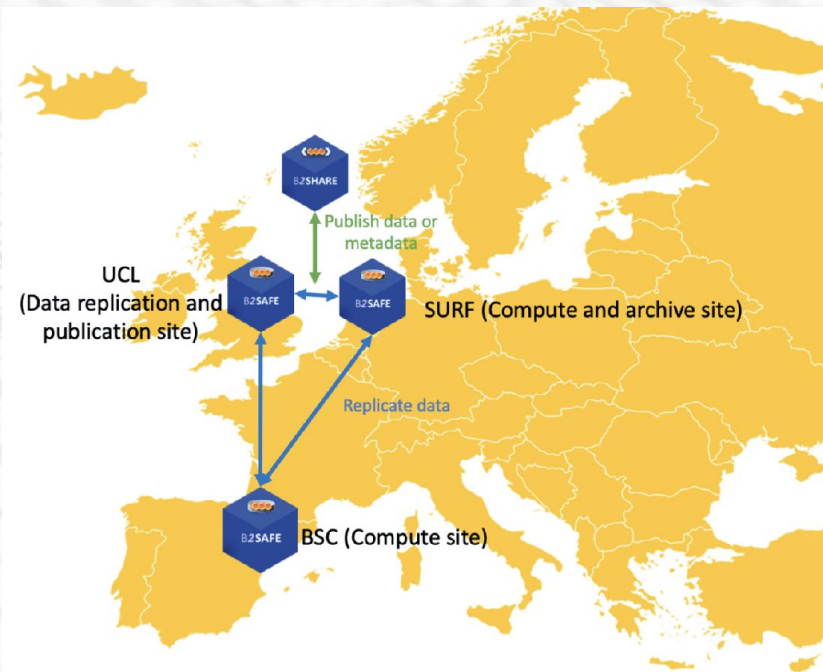 B2SHARE
Publish data or
metadata
UCL
(Data replication and
publication site)
B2SAFE
B2SAFE
SURF (Compute and archive site)
Replicate data
B2SAFE
BSC (Compute site)